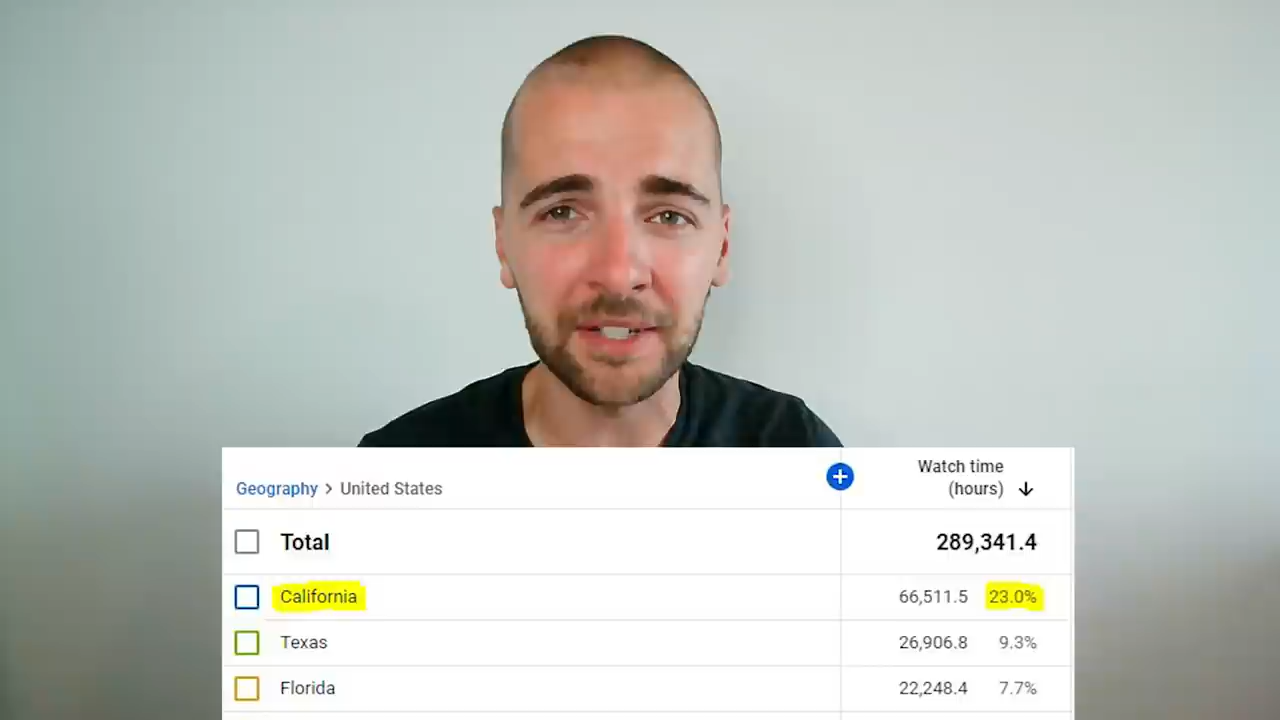 Watch time
Geography > United States
(hours) ↓
Total 289,341.4
California 66,511.5 23.0%
Texas 26,906.8 9.3%
Florida 22,248.4 7.7%